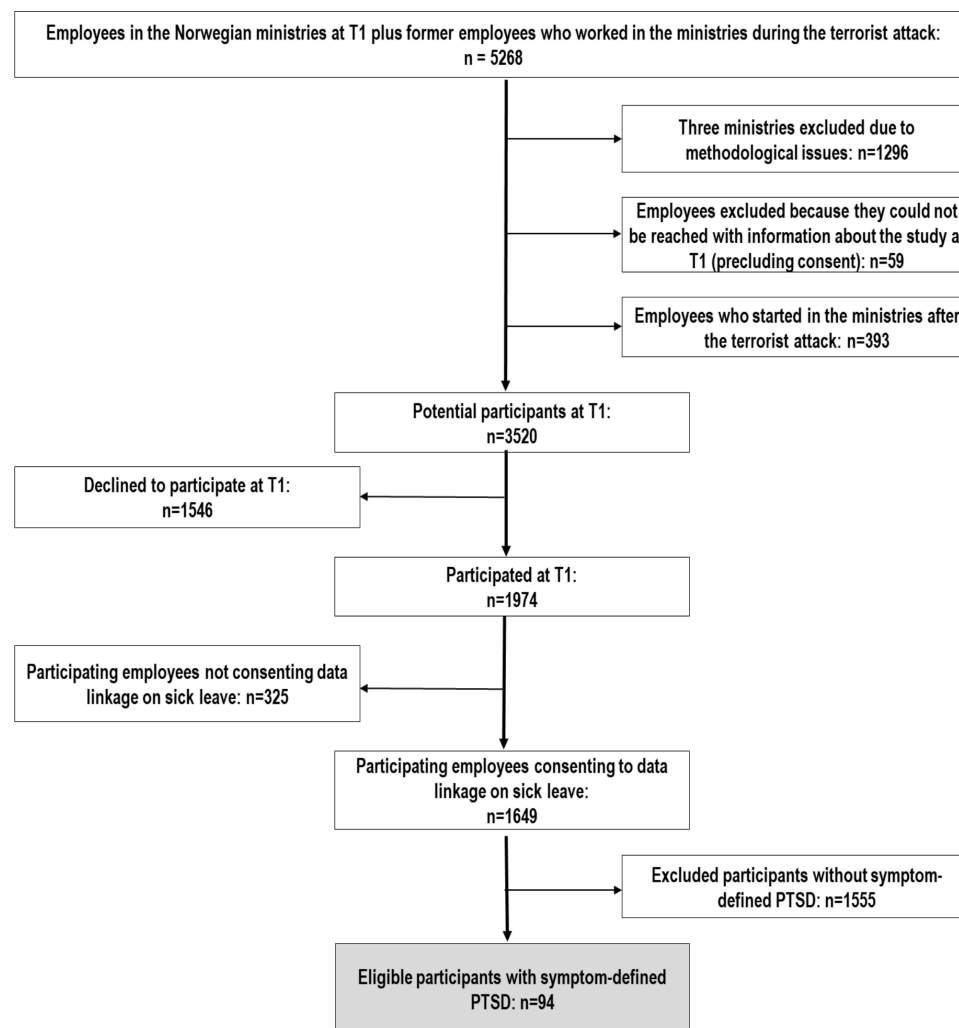 Employees in the Norwegian ministries at T1 plus former employees who worked in the ministries during the terrorist attack:
n = 5268
Three ministries excluded due to
methodological issues: n=1296
Employees excluded because they could not
be reached with information about the study a
T1 (precluding consent): n=59
Employees who started in the ministries after
the terrorist attack: n=393
Potential participants at T1:
n=3520
Declined to participate at T1:
n=1546
Participated at T1:
n=1974
Participating employees not consenting data
linkage on sick leave: n=325
Participating employees consenting to data
linkage on sick leave:
n=1649
Excluded participants without symptom-
defined PTSD: n=1555
Eligible participants with symptom-defined
PTSD: n=94